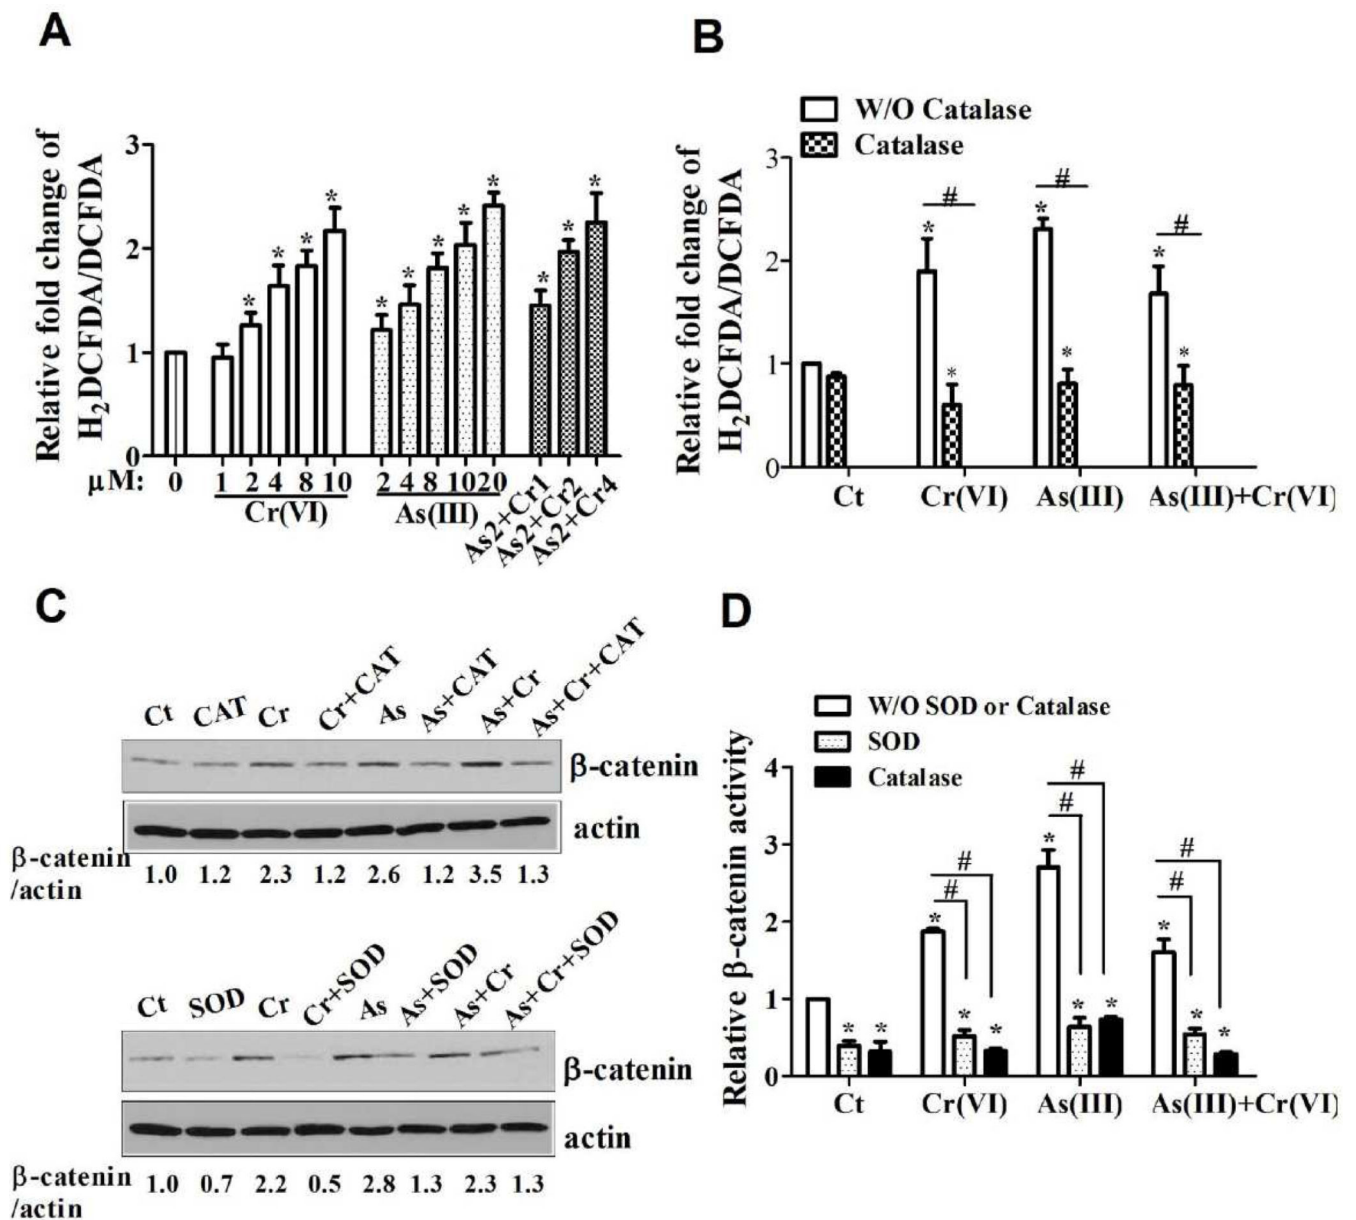 A
Relative fold change of
H2DCFDA/DCFDA
3
2
1
0
* * * * * * * * * * * *
μM: 0 1 2 4 8 10 2 4 8 10 20
Cr(VI) As(III) As2+Cr1 As2+Cr2 As2+Cr4
B
W/O Catalase
Catalase
Relative fold change of
H2DCFDA/DCFDA
3
2
1
0
# # #
* * * * * *
Ct Cr(VI) As(III) As(III)+Cr(VI)
C
Ct CAT Cr Cr+CAT As As+CAT As+Cr As+Cr+CAT
β-catenin
actin
β-catenin
/actin
1.0 1.2 2.3 1.2 2.6 1.2 3.5 1.3
Ct SOD Cr Cr+SOD As As+SOD As+Cr As+Cr+SOD
β-catenin
actin
β-catenin
/actin
1.0 0.7 2.2 0.5 2.8 1.3 2.3 1.3
D
W/O SOD or Catalase
SOD
Catalase
Relative β-catenin activity
4
3
2
1
0
# # # # # #
* * * * * * * * * * *
Ct Cr(VI) As(III) As(III)+Cr(VI)